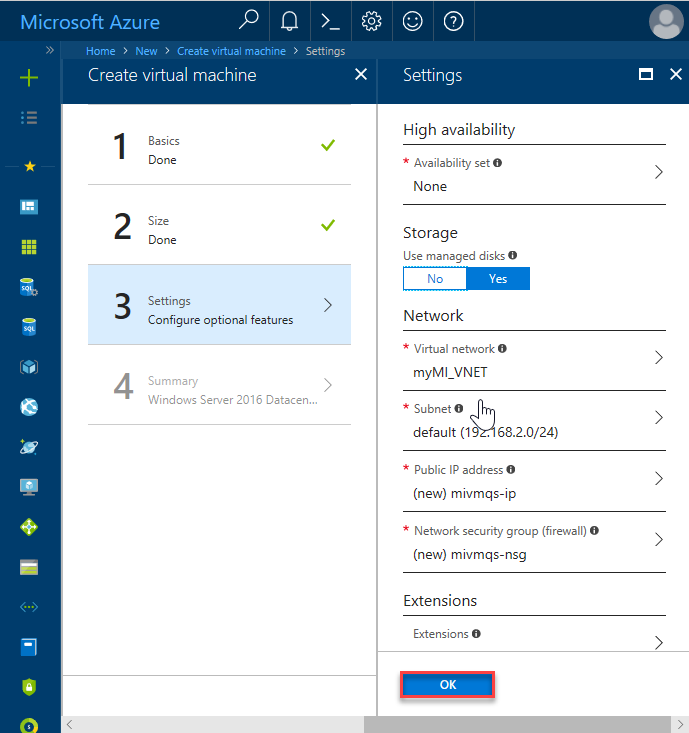 Microsoft Azure
Home > New > Create virtual machine > Settings
Create virtual machine
1
Basics
Done
2
Size
Done
3
Settings
Configure optional features
4
Summary
Windows Server 2016 Datacen...
Settings
High availability
* Availability set
None
Storage
Use managed disks
No Yes
Network
* Virtual network
myMI_VNET
* Subnet
default (192.168.2.0/24)
* Public IP address
(new) mivmqs-ip
* Network security group (firewall)
(new) mivmqs-nsg
Extensions
Extensions
OK
SQL
SQL